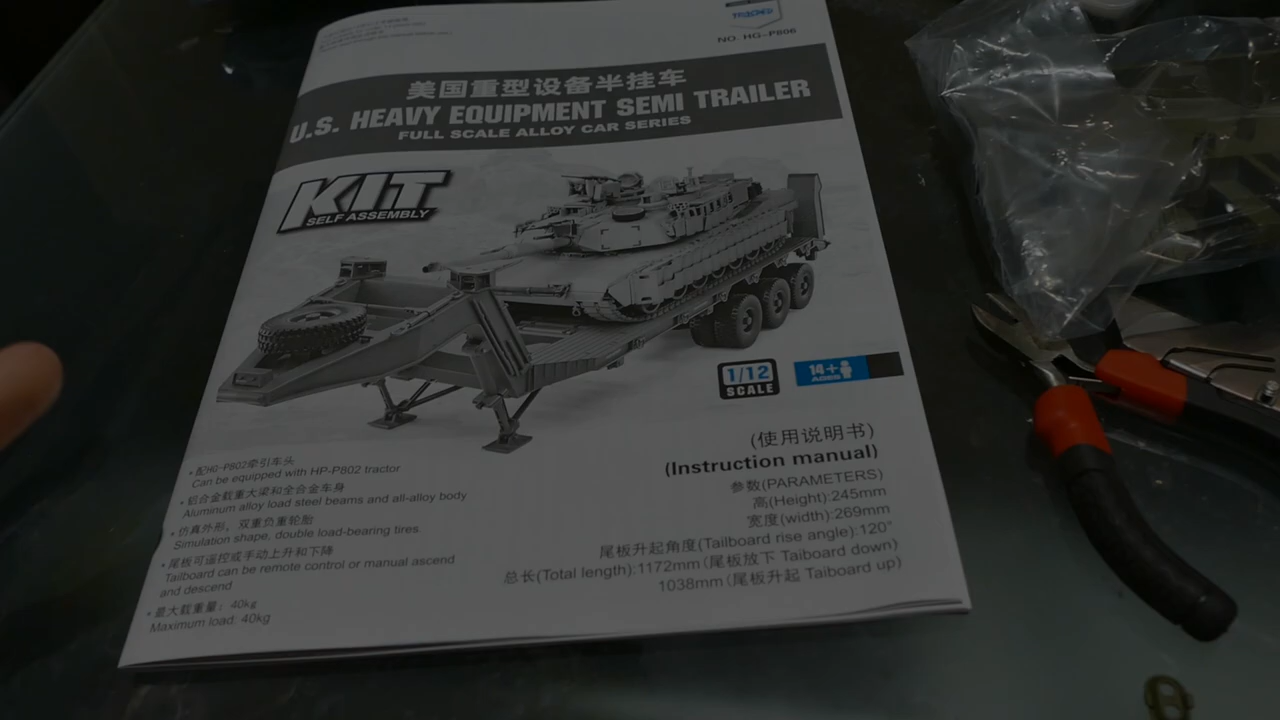 NO. HG-P806
美国重型设备半挂车
U.S. HEAVY EQUIPMENT SEMI TRAILER
FULL SCALE ALLOY CAR SERIES
KIT
SELF ASSEMBLY
1/12
SCALE
14+
AGES
(使用说明书)
(Instruction manual)
参数(PARAMETERS)
高(Height):245mm
宽度(width):269mm
尾板升起角度(Tailboard rise angle):120°
总长(Total length):1172mm(尾板放下 Taiboard down)
1038mm(尾板升起 Taiboard up)
•配HG-P802牵引车头
Can be equipped with HP-P802 tractor
•铝合金载重大梁和全合金车身
Aluminum alloy load steel beams and all-alloy body
•仿真外形，双重负重轮胎
Simulation shape, double load-bearing tires
•尾板可遥控或手动上升和下降
Tailboard can be remote control or manual ascend
and descend
•最大载重量：40kg
Maximum load: 40kg